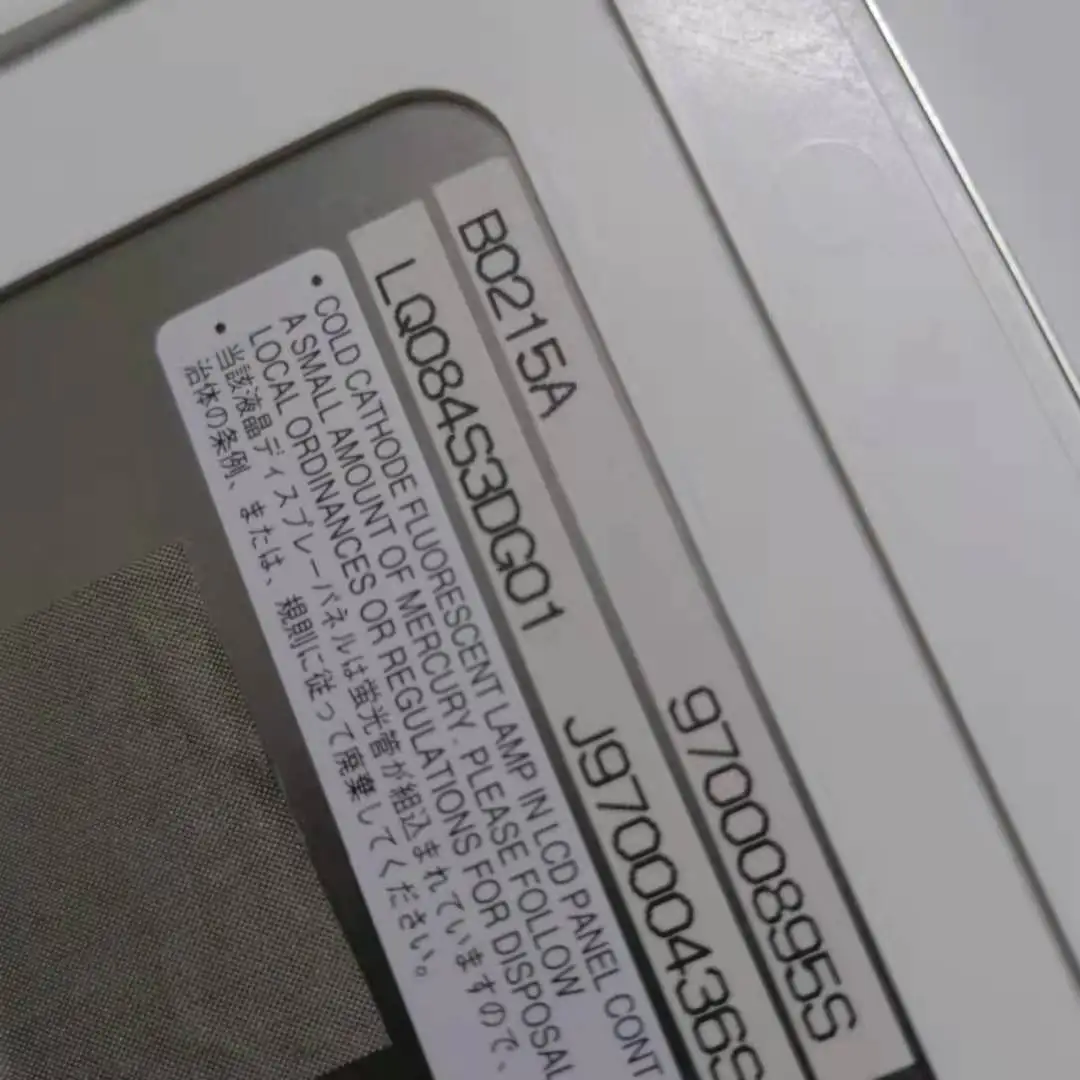 B0215A 97000895S
LQ084S3DG01 J97000436S
• COLD CATHODE FLUORESCENT LAMP IN LCD PANEL CONT
A SMALL AMOUNT OF MERCURY. PLEASE FOLLOW
LOCAL ORDINANCES OR REGULATIONS FOR DISPOSAL
• 当該液晶ディスプレーパネルは蛍光管が組込まれていますので、
治体の条例、または、規則に従って廃棄してください。